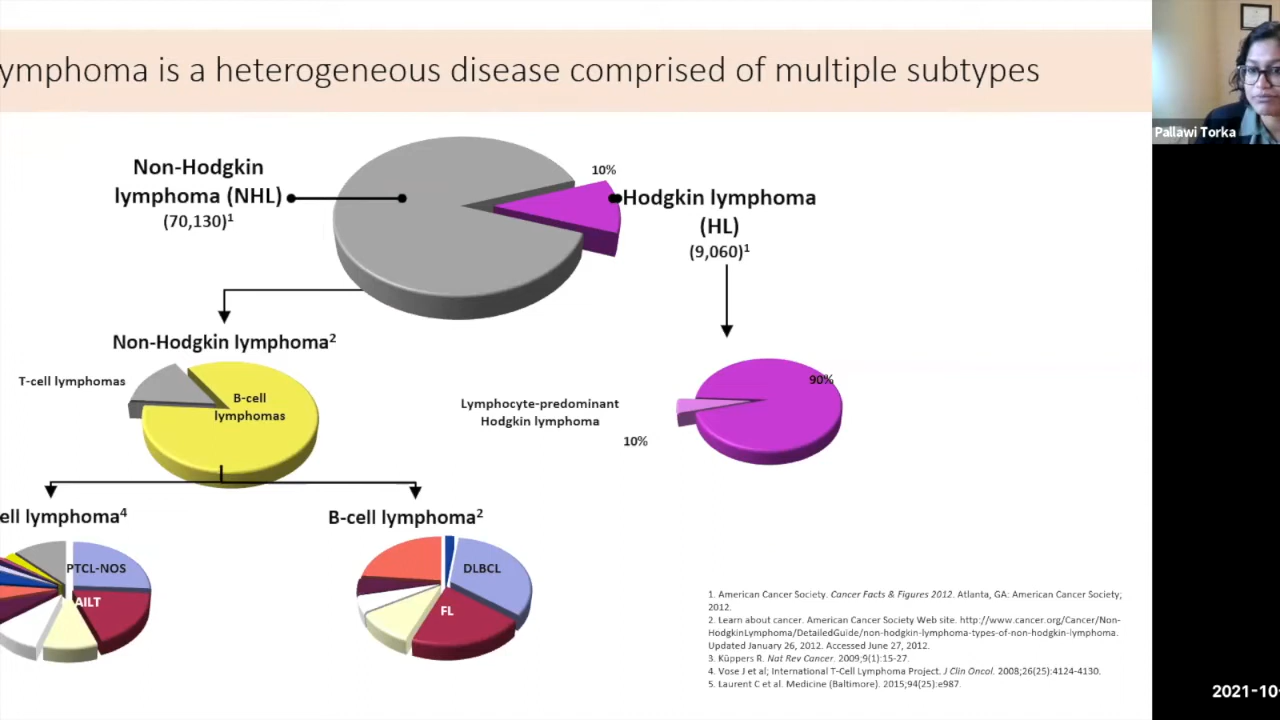 ymphoma is a heterogeneous disease comprised of multiple subtypes
Pallawi Torka
Non-Hodgkin
lymphoma (NHL)
(70,130)1
10%
Hodgkin lymphoma
(HL)
(9,060)1
Non-Hodgkin lymphoma2
T-cell lymphomas
B-cell
lymphomas
90%
Lymphocyte-predominant
Hodgkin lymphoma
10%
ell lymphoma4
B-cell lymphoma2
PTCL-NOS
AILT
DLBCL
FL
1. American Cancer Society. Cancer Facts & Figures 2012. Atlanta, GA: American Cancer Society;
2012.
2. Learn about cancer. American Cancer Society Web site. http://www.cancer.org/Cancer/Non-
HodgkinLymphoma/DetailedGuide/non-hodgkin-lymphoma-types-of-non-hodgkin-lymphoma.
Updated January 26, 2012. Accessed June 27, 2012.
3. Küppers R. Nat Rev Cancer. 2009;9(1):15-27.
4. Vose J et al; International T-Cell Lymphoma Project. J Clin Oncol. 2008;26(25):4124-4130.
5. Laurent C et al. Medicine (Baltimore). 2015;94(25):e987.
2021-10-